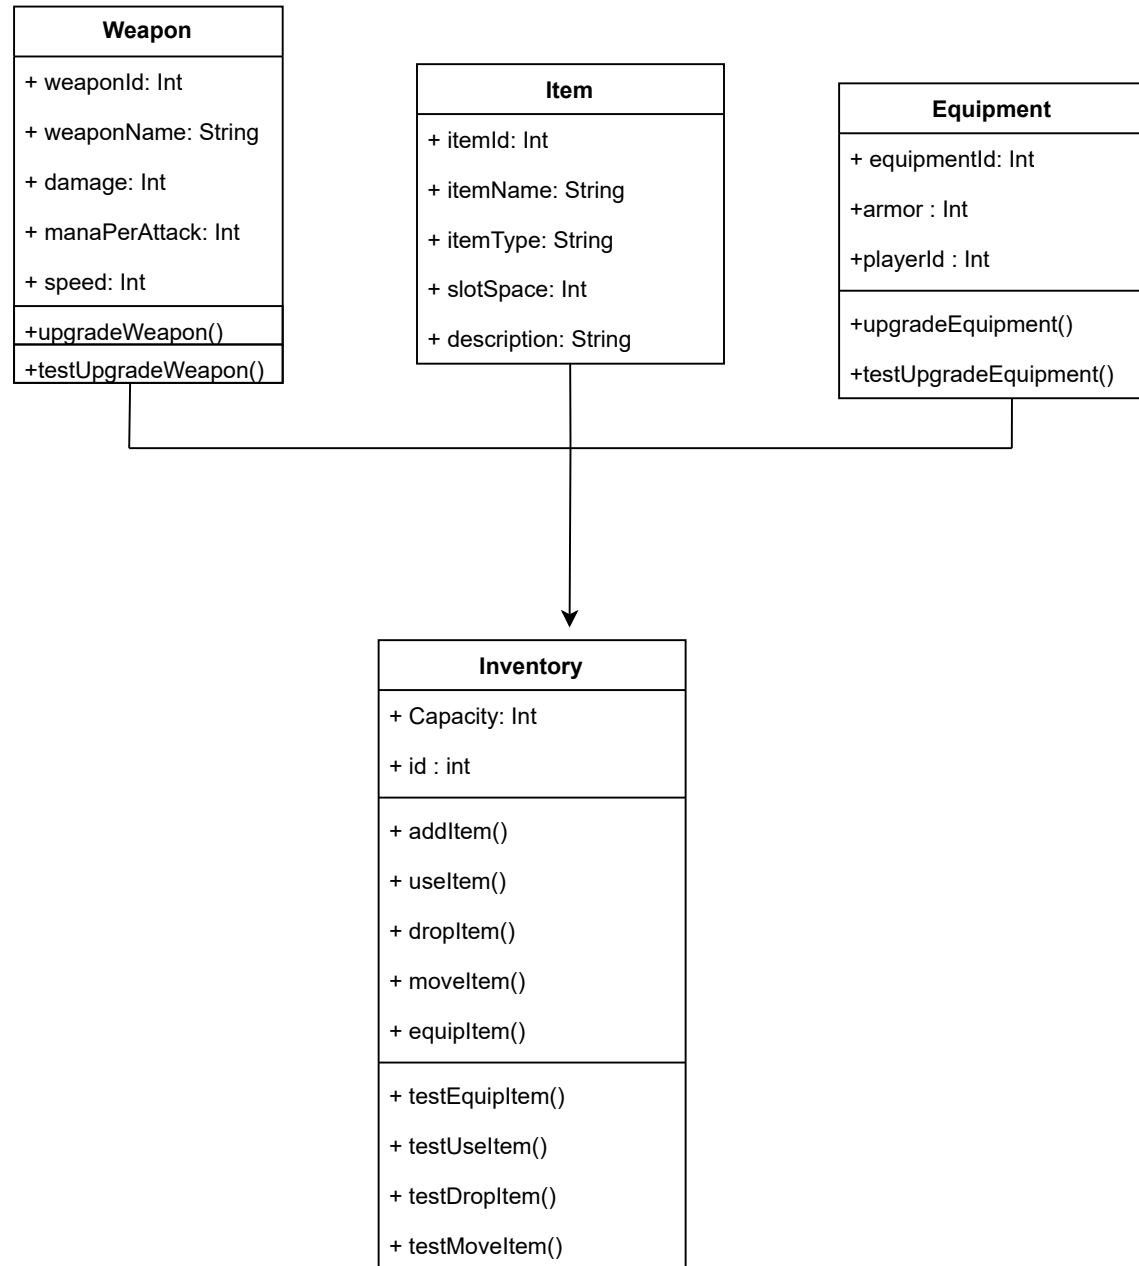 Weapon
+ weaponId: Int
+ weaponName: String
+ damage: Int
+ manaPerAttack: Int
+ speed: Int
+upgradeWeapon()
+testUpgradeWeapon()
Item
+ itemId: Int
+ itemName: String
+ itemType: String
+ slotSpace: Int
+ description: String
Equipment
+ equipmentId: Int
+armor : Int
+playerId : Int
+upgradeEquipment()
+testUpgradeEquipment()
Inventory
+ Capacity: Int
+ id : int
+ addItem()
+ useItem()
+ dropItem()
+ moveItem()
+ equipItem()
+ testEquipItem()
+ testUseItem()
+ testDropItem()
+ testMoveItem()